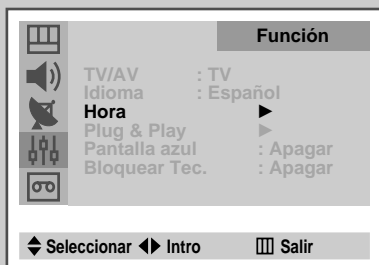 Función
TV/AV : TV
Idioma : Español
Hora ►
Plug & Play ►
Pantalla azul : Apagar
Bloquear Tec. : Apagar
Seleccionar Intro Salir